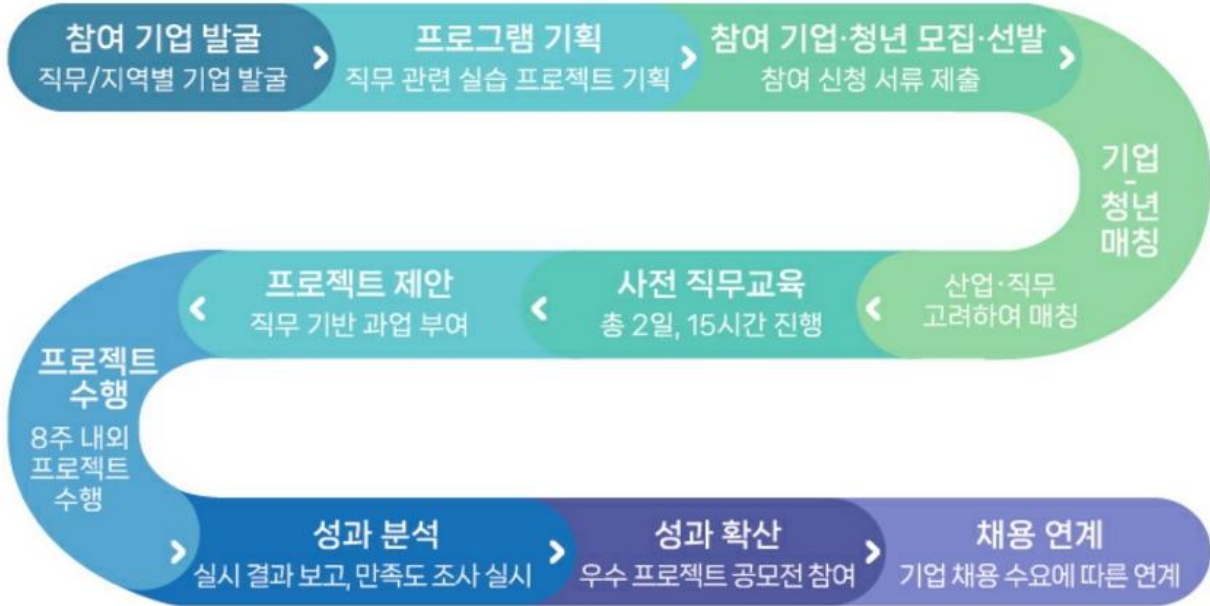 참여 기업 발굴
직무/지역별 기업 발굴
프로그램 기획
직무 관련 실습 프로젝트 기획
참여 기업·청년 모집·선발
참여 신청 서류 제출
기업
-
청년
매칭
산업·직무
고려하여 매칭
사전 직무교육
총 2일, 15시간 진행
프로젝트 제안
직무 기반 과업 부여
프로젝트
수행
8주 내외
프로젝트
수행
성과 분석
실시 결과 보고, 만족도 조사 실시
성과 확산
우수 프로젝트 공모전 참여
채용 연계
기업 채용 수요에 따른 연계